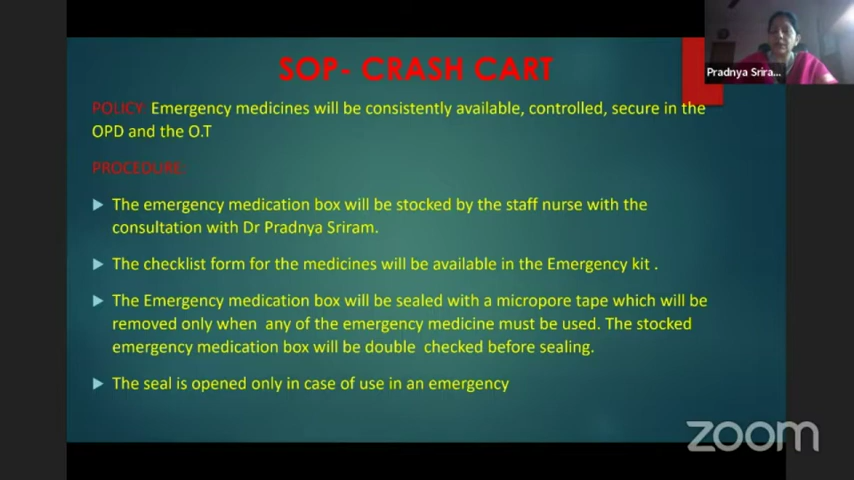 SOP- CRASH CART
Pradnya Srira...
POLICY: Emergency medicines will be consistently available, controlled, secure in the
OPD and the O.T
PROCEDURE:
The emergency medication box will be stocked by the staff nurse with the
consultation with Dr Pradnya Sriram.
The checklist form for the medicines will be available in the Emergency kit .
The Emergency medication box will be sealed with a micropore tape which will be
removed only when any of the emergency medicine must be used. The stocked
emergency medication box will be double checked before sealing.
The seal is opened only in case of use in an emergency
zoom